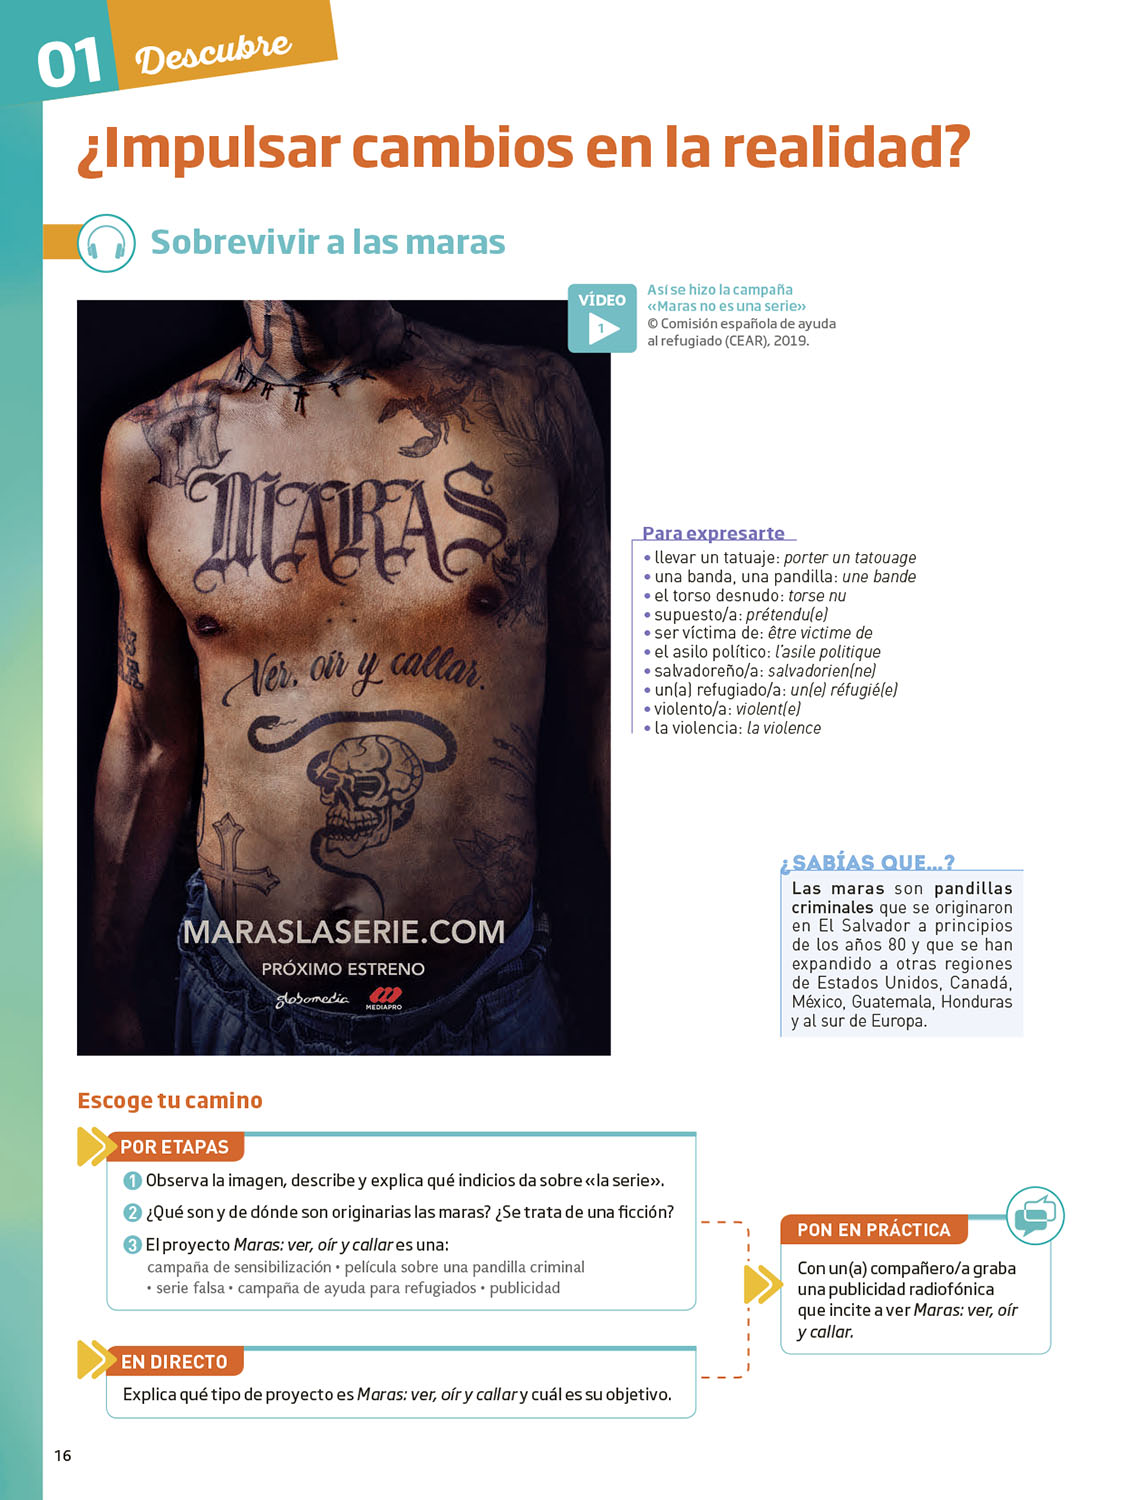 01 Descubre
¿Impulsar cambios en la realidad?
Sobrevivir a las maras
VÍDEO
1
Así se hizo la campaña
«Maras no es una serie»
© Comisión española de ayuda
al refugiado (CEAR), 2019.
MARAS
Ver, oír y callar.
MARASLASERIE.COM
PRÓXIMO ESTRENO
globomedia
MEDIAPRO
Para expresarte
• llevar un tatuaje: porter un tatouage
• una banda, una pandilla: une bande
• el torso desnudo: torse nu
• supuesto/a: prétendu(e)
• ser víctima de: être victime de
• el asilo político: l'asile politique
• salvadoreño/a: salvadorien(ne)
• un(a) refugiado/a: un(e) réfugié(e)
• violento/a: violent(e)
• la violencia: la violence
¿SABÍAS QUE...?
Las maras son pandillas
criminales que se originaron
en El Salvador a principios
de los años 80 y que se han
expandido a otras regiones
de Estados Unidos, Canadá,
México, Guatemala, Honduras
y al sur de Europa.
Escoge tu camino
POR ETAPAS
1 Observa la imagen, describe y explica qué indicios da sobre «la serie».
2 ¿Qué son y de dónde son originarias las maras? ¿Se trata de una ficción?
3 El proyecto Maras: ver, oír y callar es una:
campaña de sensibilización • película sobre una pandilla criminal
• serie falsa • campaña de ayuda para refugiados • publicidad
EN DIRECTO
Explica qué tipo de proyecto es Maras: ver, oír y callar y cuál es su objetivo.
PON EN PRÁCTICA
Con un(a) compañero/a graba
una publicidad radiofónica
que incite a ver Maras: ver, oír
y callar.
16